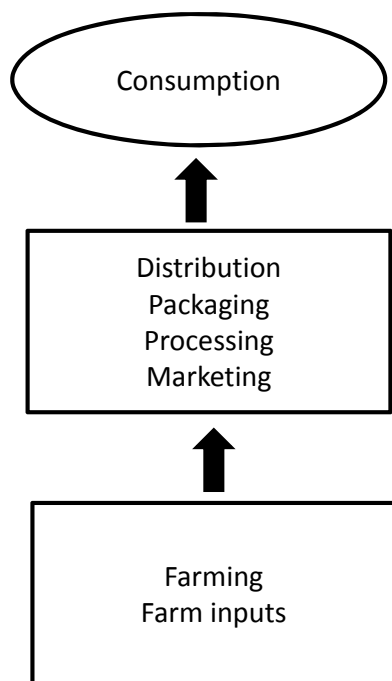 Consumption
Distribution
Packaging
Processing
Marketing
Farming
Farm inputs